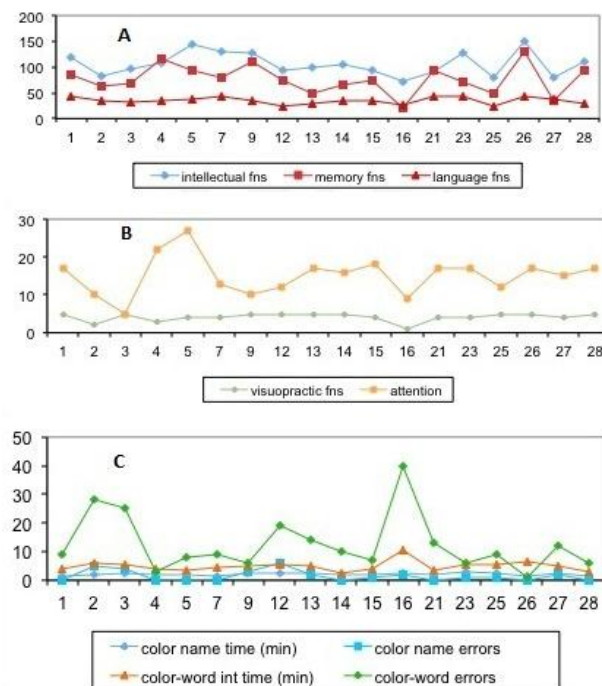 200
A
150
100
50
0
1 2 3 4 5 7 9 12 13 14 15 16 21 23 25 26 27 28
intellectual fns memory fns language fns
30
B
20
10
0
1 2 3 4 5 7 9 12 13 14 15 16 21 23 25 26 27 28
visuopractic fns attention
50
C
40
30
20
10
0
1 2 3 4 5 7 9 12 13 14 15 16 21 23 25 26 27 28
color name time (min) color name errors
color-word int time (min) color-word errors